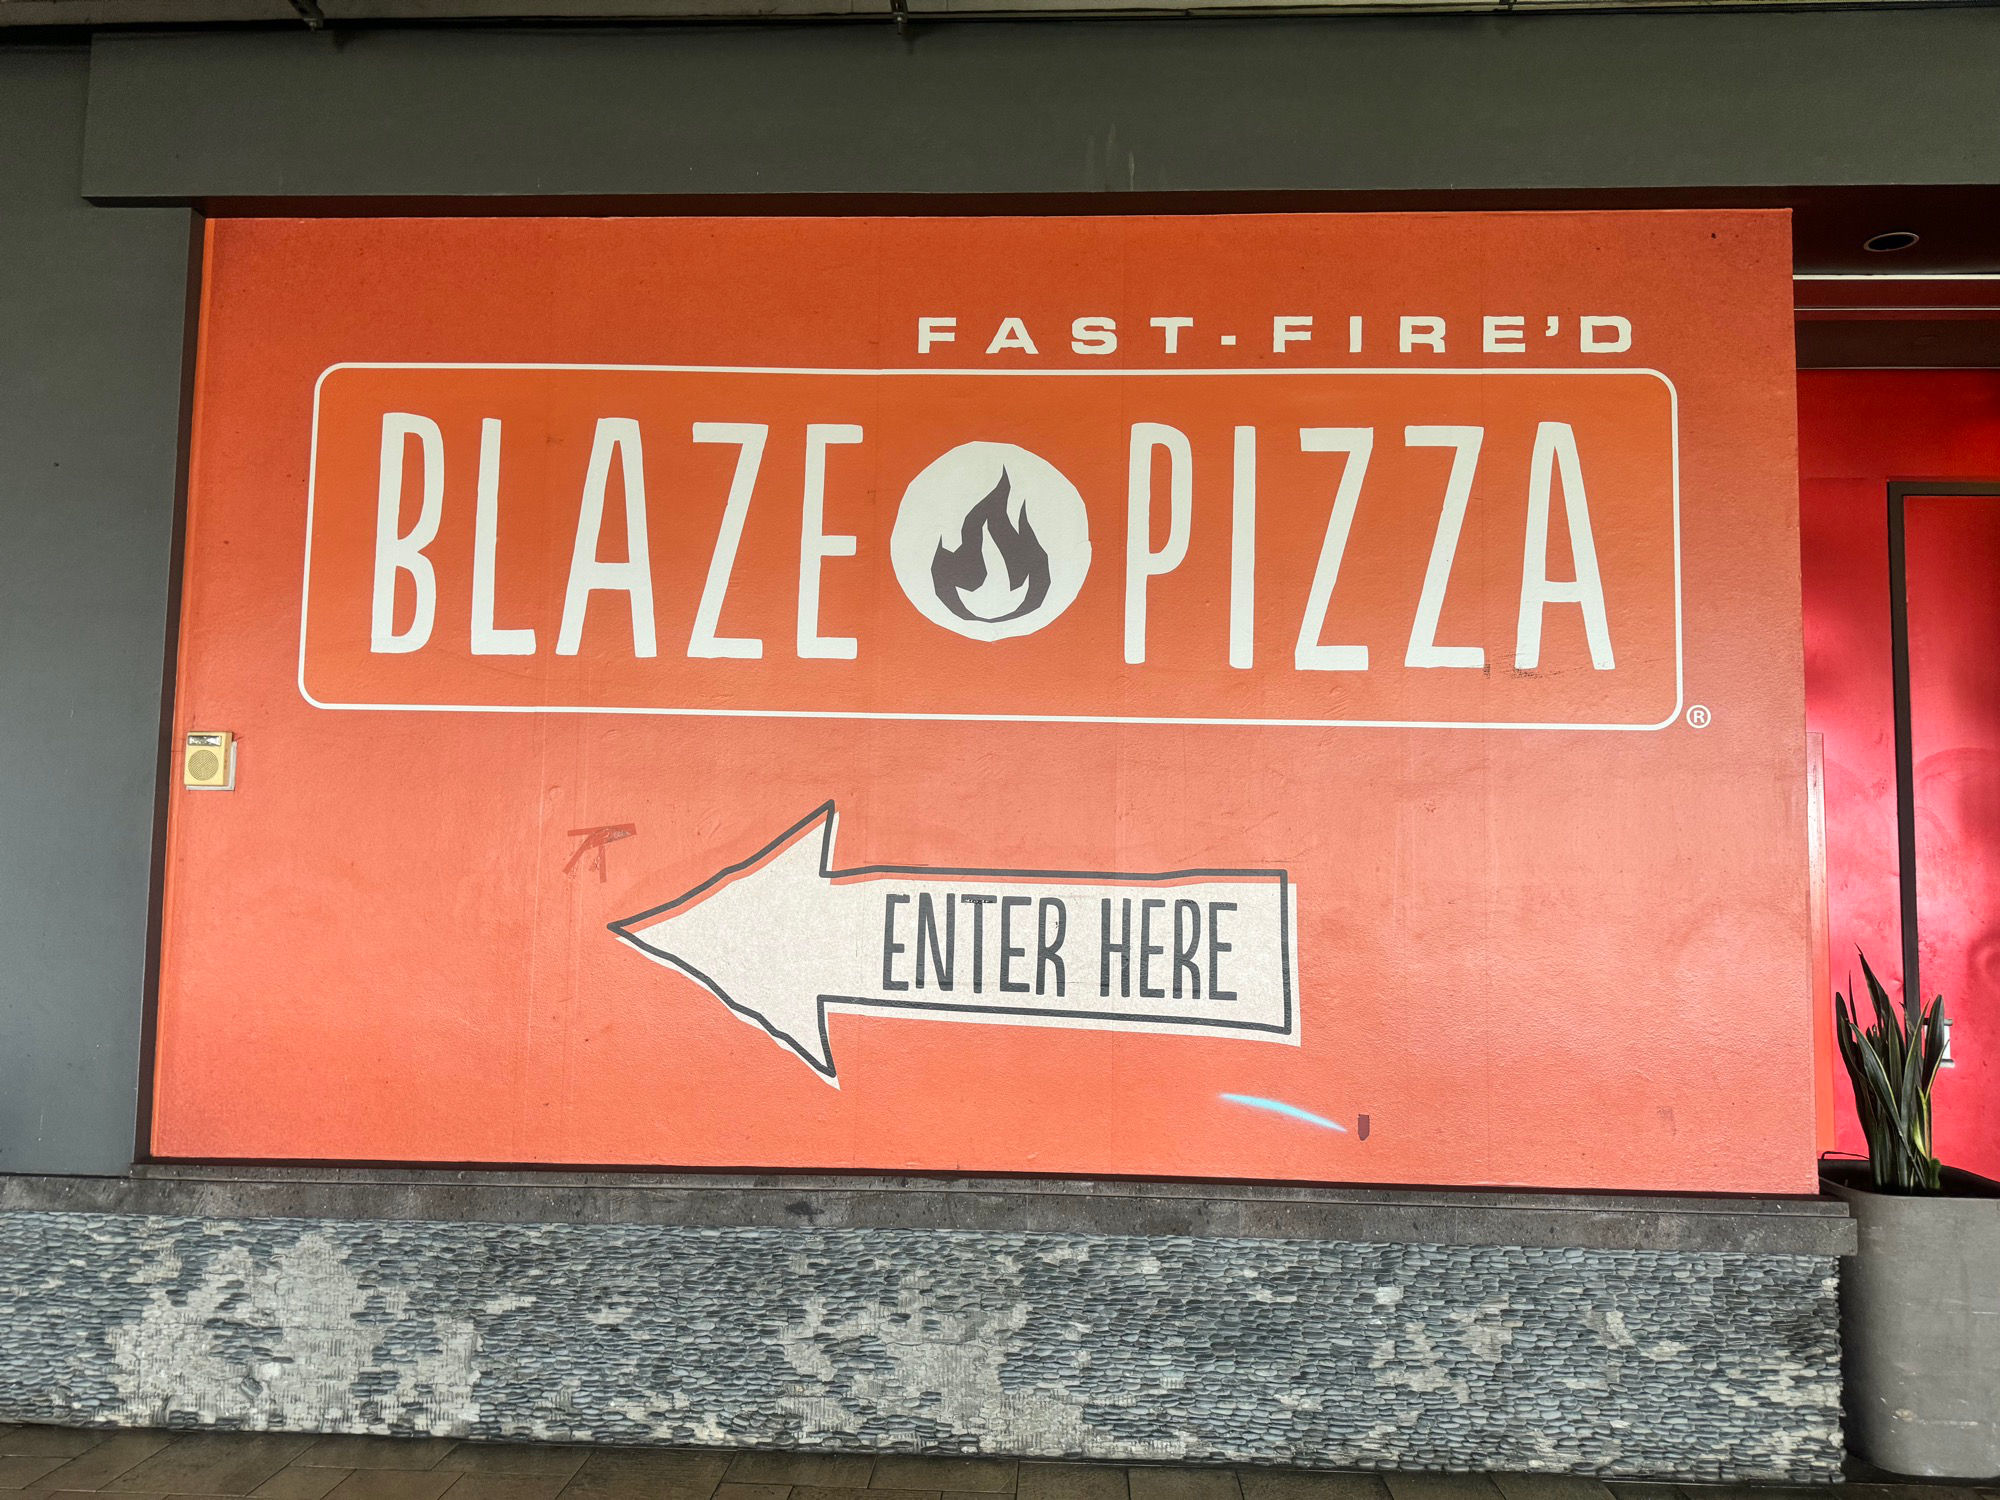 FAST-FIRE'D
BLAZE PIZZA
®
ENTER HERE